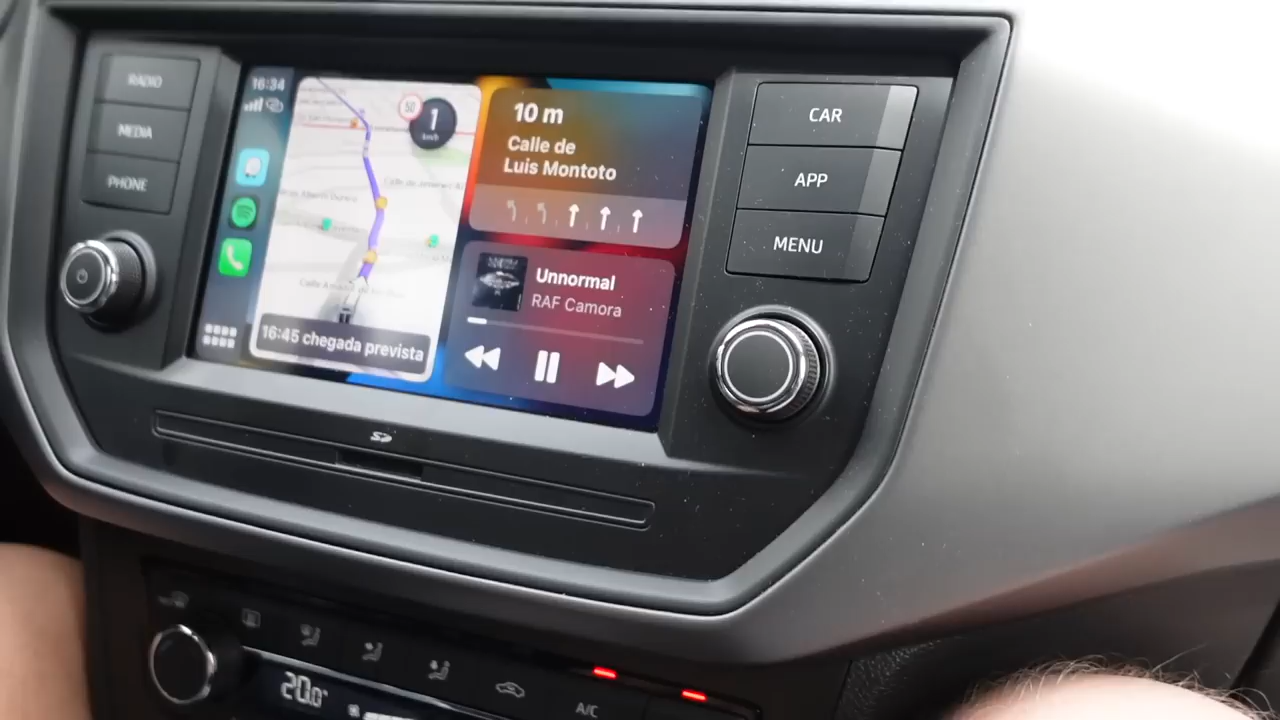 RADIO
MEDIA
PHONE
16:34
50
1
km/h
16:45 chegada prevista
10 m
Calle de
Luis Montoto
Unnormal
RAF Camora
CAR
APP
MENU
SD
20.0°
A/C